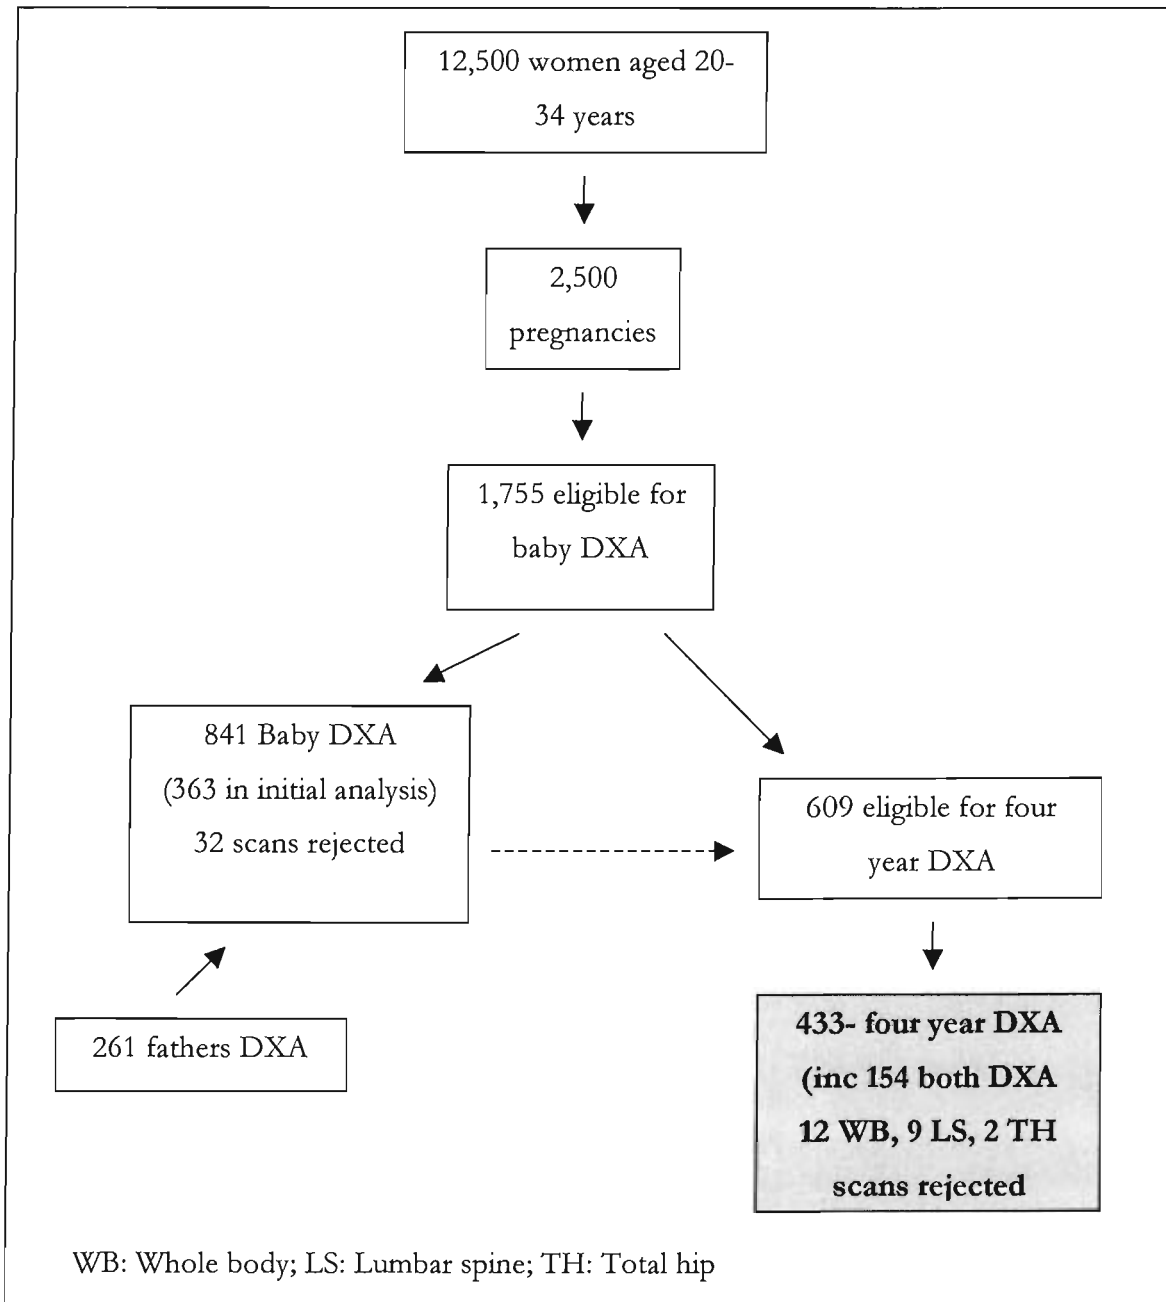 12,500 women aged 20-
34 years
2,500
pregnancies
1,755 eligible for
baby DXA
841 Baby DXA
(363 in initial analysis)
32 scans rejected
609 eligible for four
year DXA
261 fathers DXA
433- four year DXA
(inc 154 both DXA
12 WB, 9 LS, 2 TH
scans rejected
WB: Whole body; LS: Lumbar spine; TH: Total hip